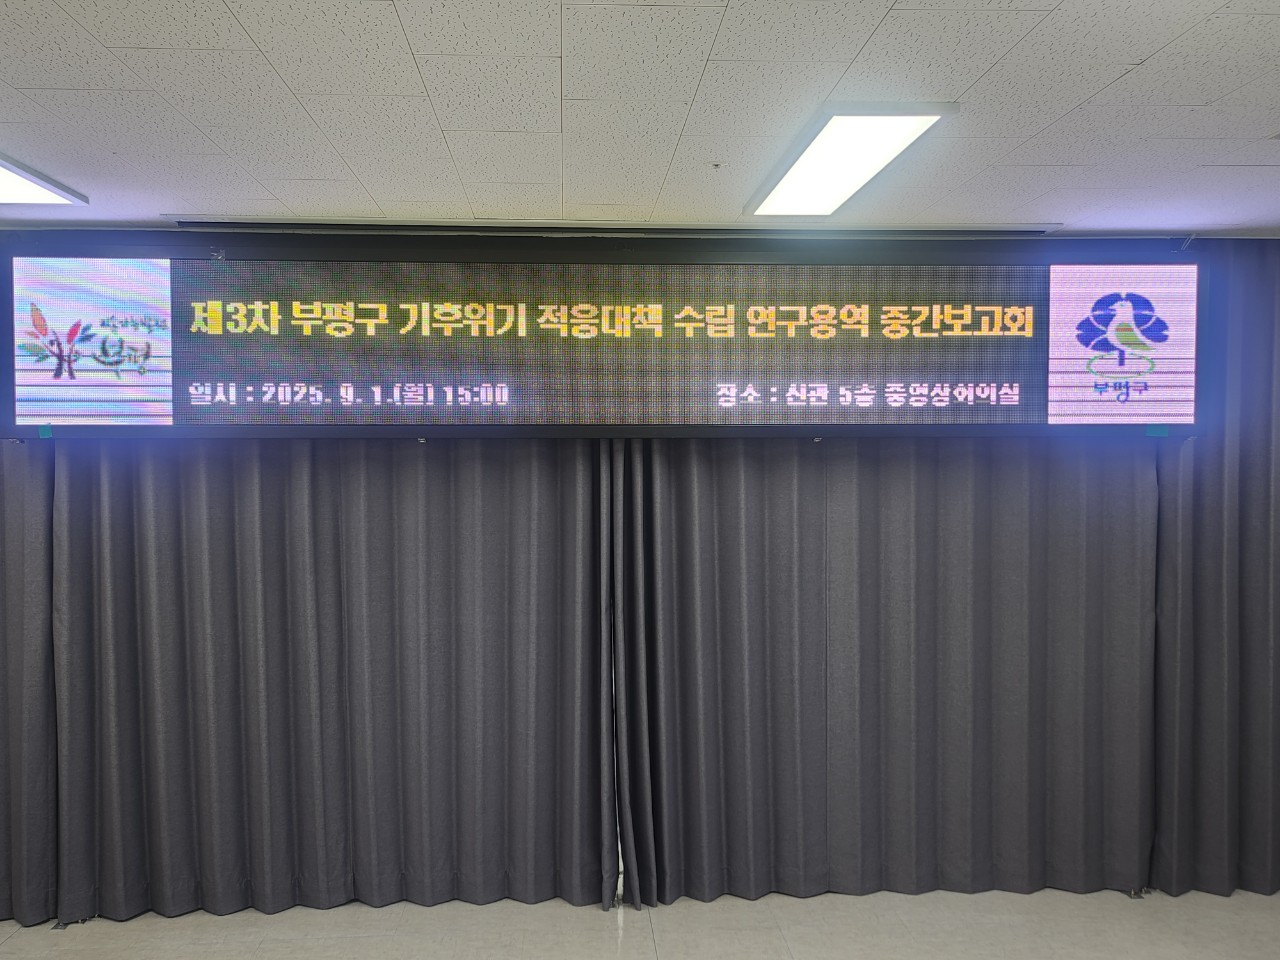 제3차 부평구 기후위기 적응대책 수립 연구용역 중간보고회
일시 : 2025. 9. 1.(월) 15:00
장소 : 신관 5층 중영상회의실
부평
부평구